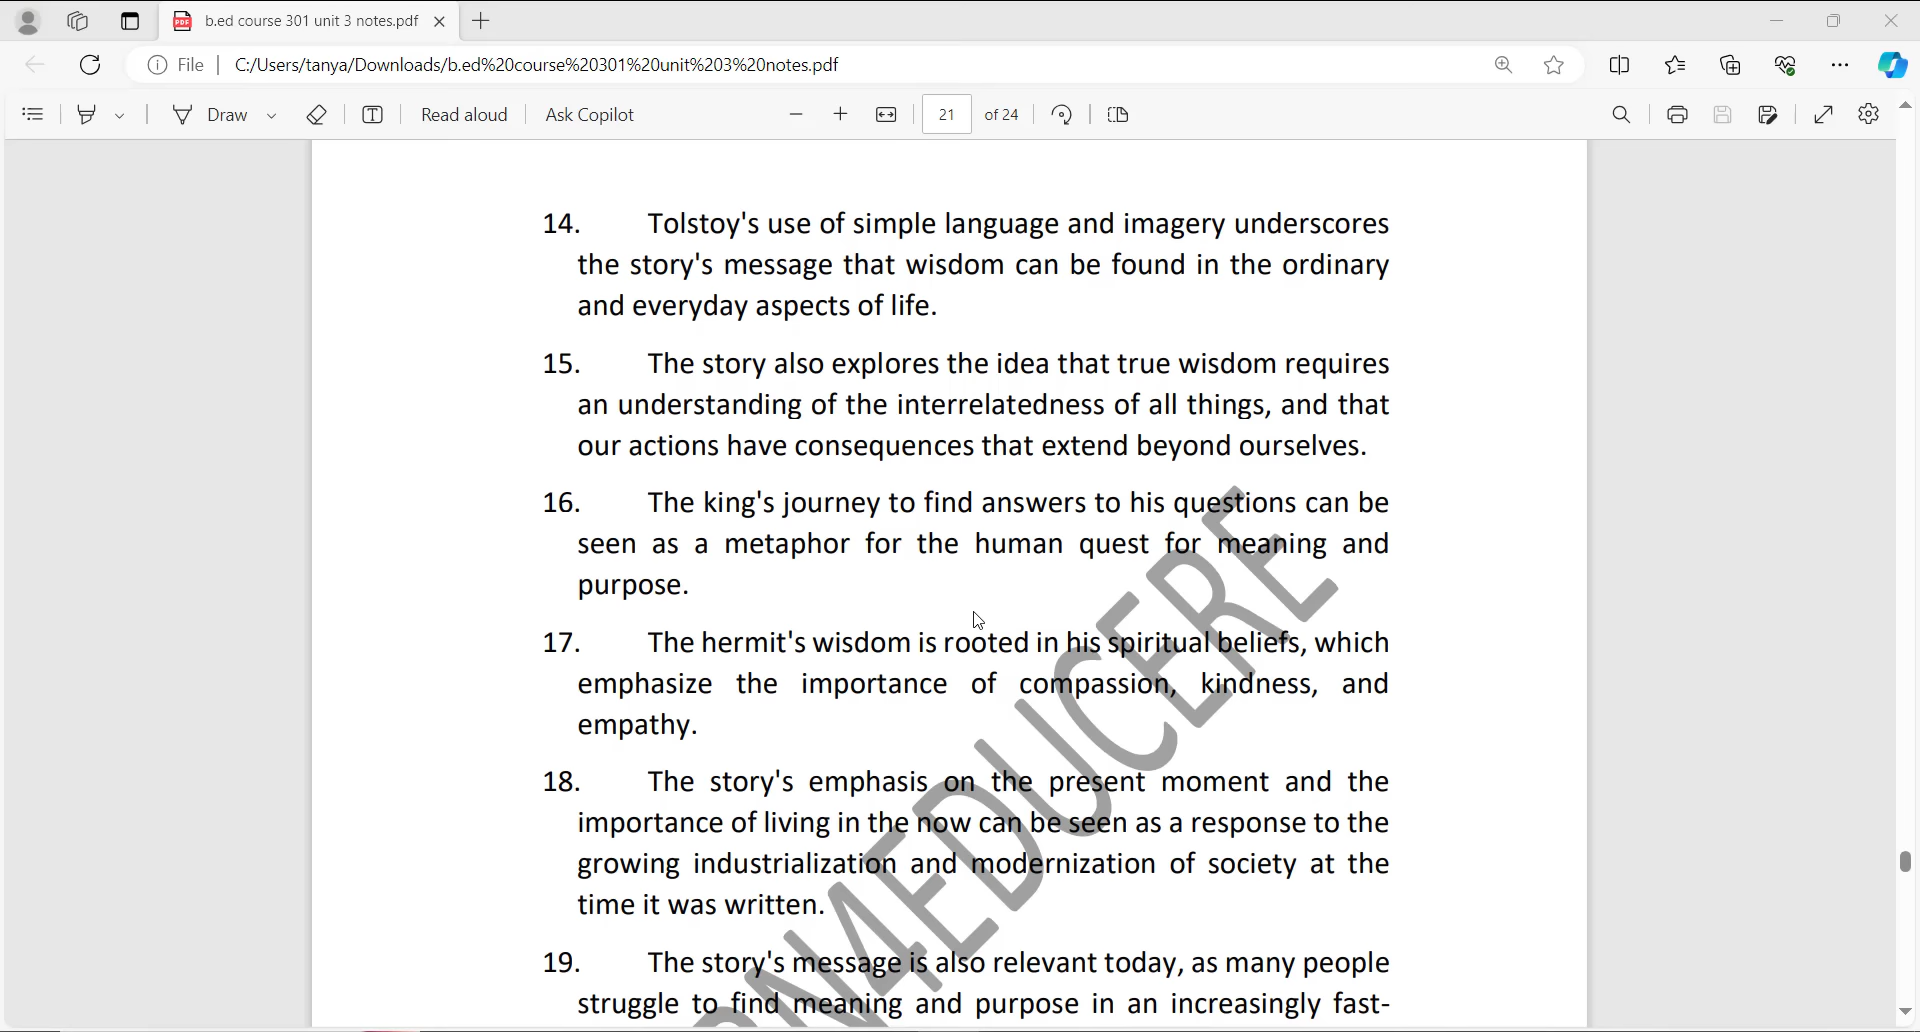 b.ed course 301 unit 3 notes.pdf
File C:/Users/tanya/Downloads/b.ed%20course%20301%20unit%203%20notes.pdf
Draw Read aloud Ask Copilot 21 of 24
14. Tolstoy's use of simple language and imagery underscores
the story's message that wisdom can be found in the ordinary
and everyday aspects of life.
15. The story also explores the idea that true wisdom requires
an understanding of the interrelatedness of all things, and that
our actions have consequences that extend beyond ourselves.
16. The king's journey to find answers to his questions can be
seen as a metaphor for the human quest for meaning and
purpose.
17. The hermit's wisdom is rooted in his spiritual beliefs, which
emphasize the importance of compassion, kindness, and
empathy.
18. The story's emphasis on the present moment and the
importance of living in the now can be seen as a response to the
growing industrialization and modernization of society at the
time it was written.
19. The story's message is also relevant today, as many people
struggle to find meaning and purpose in an increasingly fast-
N4EDUCERE